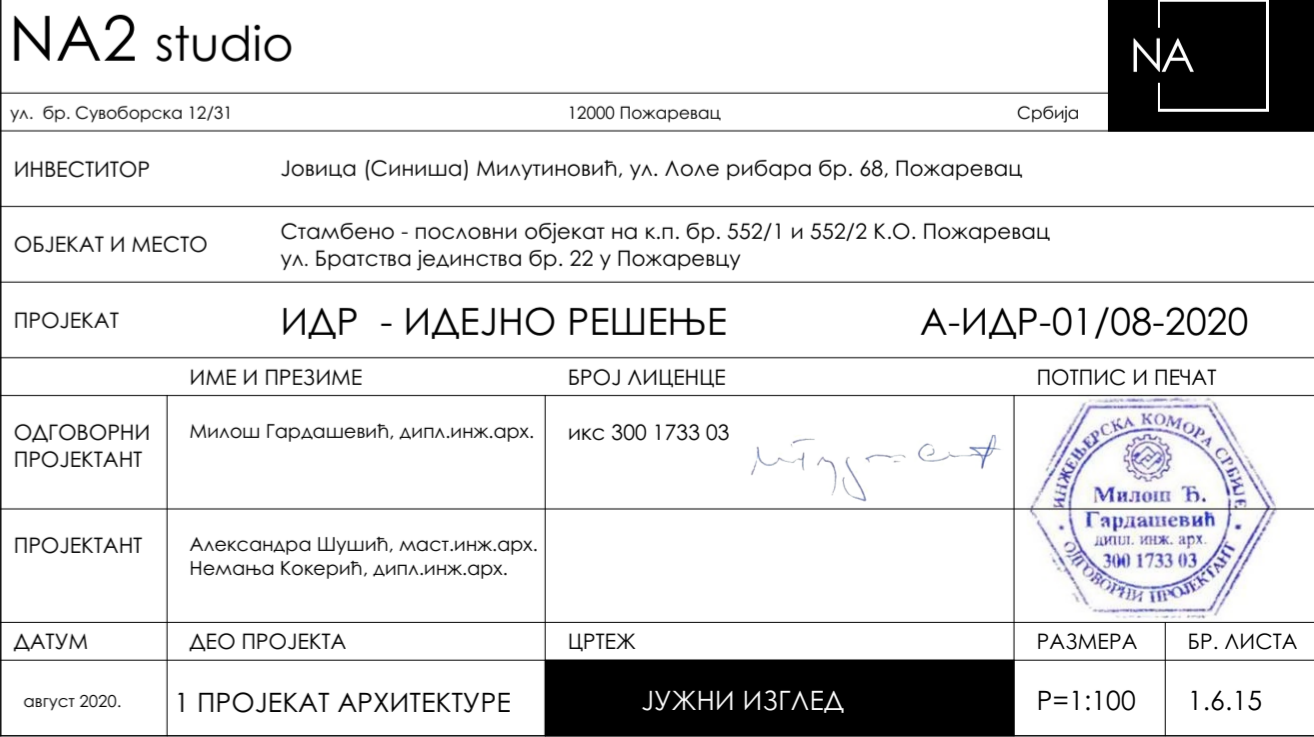 NA2 studio
NA
ул. бр. Сувоборска 12/31 12000 Пожаревац Србија
ИНВЕСТИТОР Јовица (Синиша) Милутиновић, ул. Лоле рибара бр. 68, Пожаревац
ОБЈЕКАТ И МЕСТО Стамбено - пословни објекат на к.п. бр. 552/1 и 552/2 К.О. Пожаревац
ул. Братства јединства бр. 22 у Пожаревцу
ПРОЈЕКАТ ИДР - ИДЕЈНО РЕШЕЊЕ А-ИДР-01/08-2020
ИМЕ И ПРЕЗИМЕ БРОЈ ЛИЦЕНЦЕ ПОТПИС И ПЕЧАТ
ОДГОВОРНИ
ПРОЈЕКТАНТ
Милош Гардашевић, дипл.инж.арх. икс 300 1733 03
ИНЖЕЊЕРСКА КОМОРА СРБИЈЕ
Милош Ђ.
Гардашевић
дипл. инж. арх.
300 1733 03
ОДГОВОРНИ ПРОЈЕКТАНТ
ПРОЈЕКТАНТ Александра Шушић, маст.инж.арх.
Немања Кокерић, дипл.инж.арх.
ДАТУМ ДЕО ПРОЈЕКТА ЦРТЕЖ РАЗМЕРА БР. ЛИСТА
август 2020. 1 ПРОЈЕКАТ АРХИТЕКТУРЕ ЈУЖНИ ИЗГЛЕД Р=1:100 1.6.15